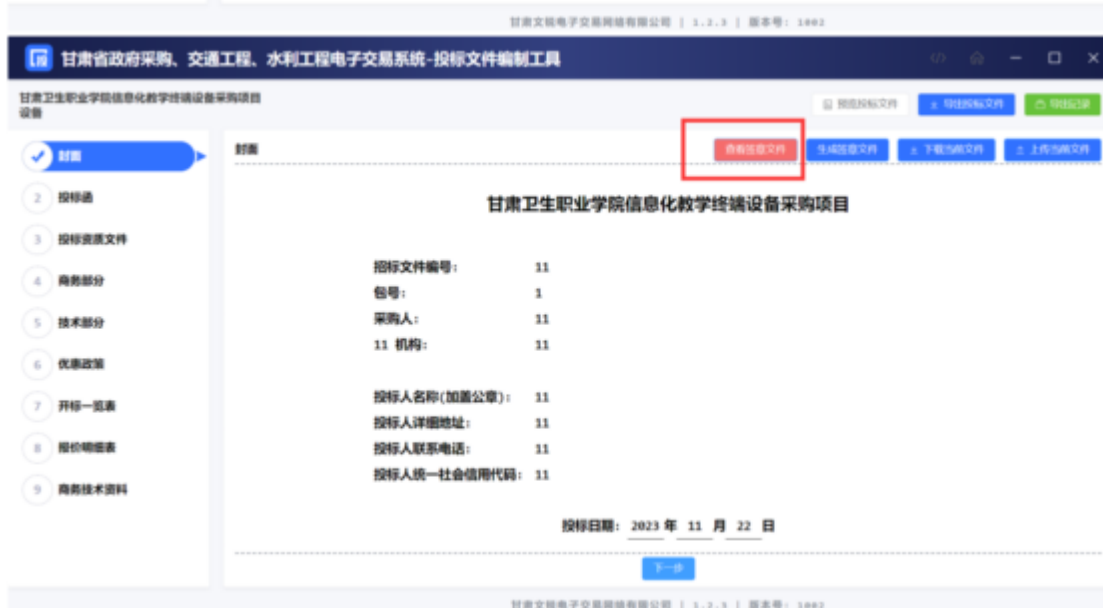 甘肃文锐电子交易网络有限公司 | 1.2.3 | 版本号: 1002
甘肃省政府采购、交通工程、水利工程电子交易系统-投标文件编制工具
甘肃卫生职业学院信息化教学终端设备采购项目
设备
预览投标文件 导出投标文件 导出记录
封面
2 投标函
3 投标资质文件
4 商务部分
5 技术部分
6 优惠政策
7 开标一览表
8 报价明细表
9 商务技术资料
封面 查看签章文件 生成签章文件 下载当前文件 上传当前文件
甘肃卫生职业学院信息化教学终端设备采购项目
招标文件编号: 11
包号: 1
采购人: 11
11 机构: 11
投标人名称(加盖公章): 11
投标人详细地址: 11
投标人联系电话: 11
投标人统一社会信用代码: 11
投标日期: 2023 年 11 月 22 日
下一步
甘肃文锐电子交易网络有限公司 | 1.2.3 | 版本号: 1002